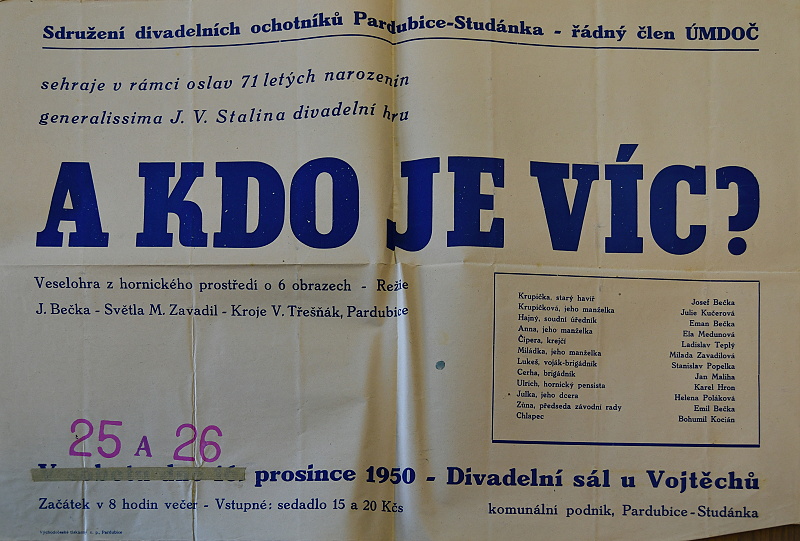 Sdružení divadelních ochotníků Pardubice-Studánka - řádný člen ÚMDOČ
sehraje v rámci oslav 71 letých narozenin
generalissima J. V. Stalina divadelní hru
A KDO JE VÍC?
Veselohra z hornického prostředí o 6 obrazech - Režie
J. Bečka - Světla M. Zavadil - Kroje V. Třešňák, Pardubice
Krupička, starý havíř Josef Bečka
Krupičková, jeho manželka Julie Kučerová
Hajný, soudní úředník Eman Bečka
Anna, jeho manželka Ela Medunová
Čipera, krejčí Ladislav Teplý
Miládka, jeho manželka Milada Zavadilová
Lukeš, voják-brigádník Stanislav Popelka
Cerha, brigádník Jan Maliha
Ulrich, hornický pensista Karel Hron
Julka, jeho dcera Helena Poláková
Zůna, předseda závodní rady Emil Bečka
Chlapec Bohumil Kocián
25 A 26
prosince 1950 - Divadelní sál u Vojtěchů
Začátek v 8 hodin večer - Vstupné: sedadlo 15 a 20 Kčs
komunální podnik, Pardubice-Studánka